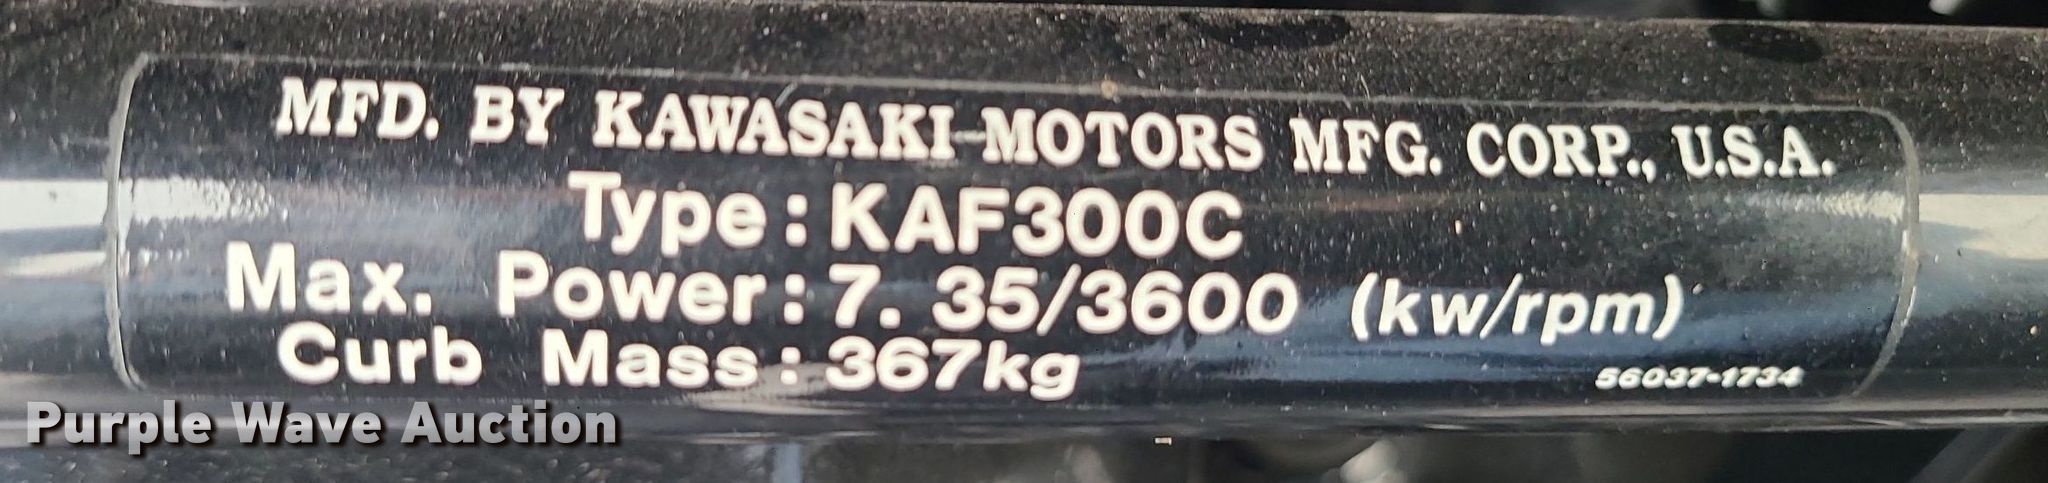 MFD. BY KAWASAKI MOTORS MFG. CORP., U.S.A.
Type: KAF300C
Max. Power: 7. 35/3600 (kw/rpm)
Curb Mass: 367kg
56037-1734
Purple Wave Auction